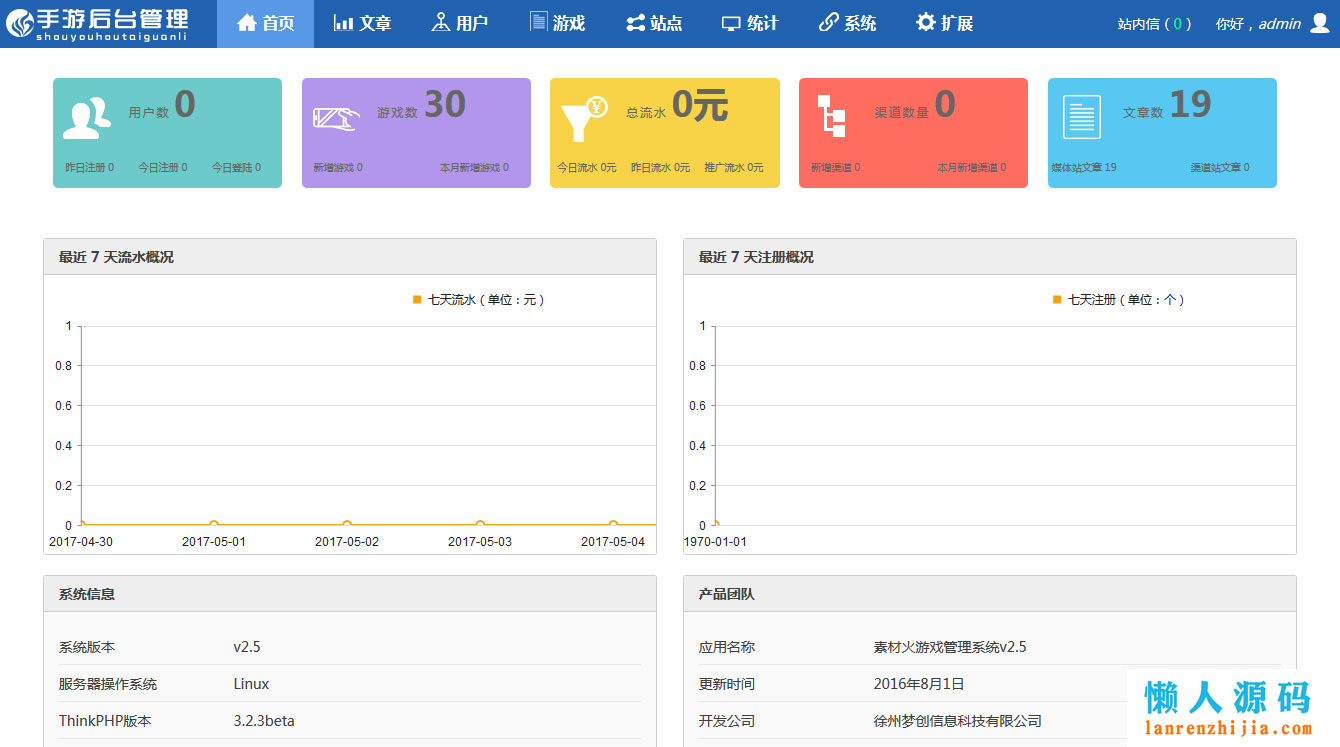 手游后台管理
shouyouhoutaiguanli
首页 文章 用户 游戏 站点 统计 系统 扩展
站内信 ( 0 ) 你好，admin
用户数 0
昨日注册 0 今日注册 0 今日登陆 0
游戏数 30
新增游戏 0 本月新增游戏 0
总流水 0元
今日流水 0元 昨日流水 0元 推广流水 0元
渠道数量 0
新增渠道 0 本月新增渠道 0
文章数 19
媒体站文章 19 渠道站文章 0
最近 7 天流水概况
七天流水 ( 单位：元 )
1
0.8
0.6
0.4
0.2
0
2017-04-30 2017-05-01 2017-05-02 2017-05-03 2017-05-04
最近 7 天注册概况
七天注册 ( 单位：个 )
1
0.8
0.6
0.4
0.2
0
1970-01-01
系统信息
系统版本 v2.5
服务器操作系统 Linux
ThinkPHP版本 3.2.3beta
产品团队
应用名称 素材火游戏管理系统v2.5
更新时间 2016年8月1日
开发公司 徐州梦创信息科技有限公司
懒人源码
lanrenzhijia.com